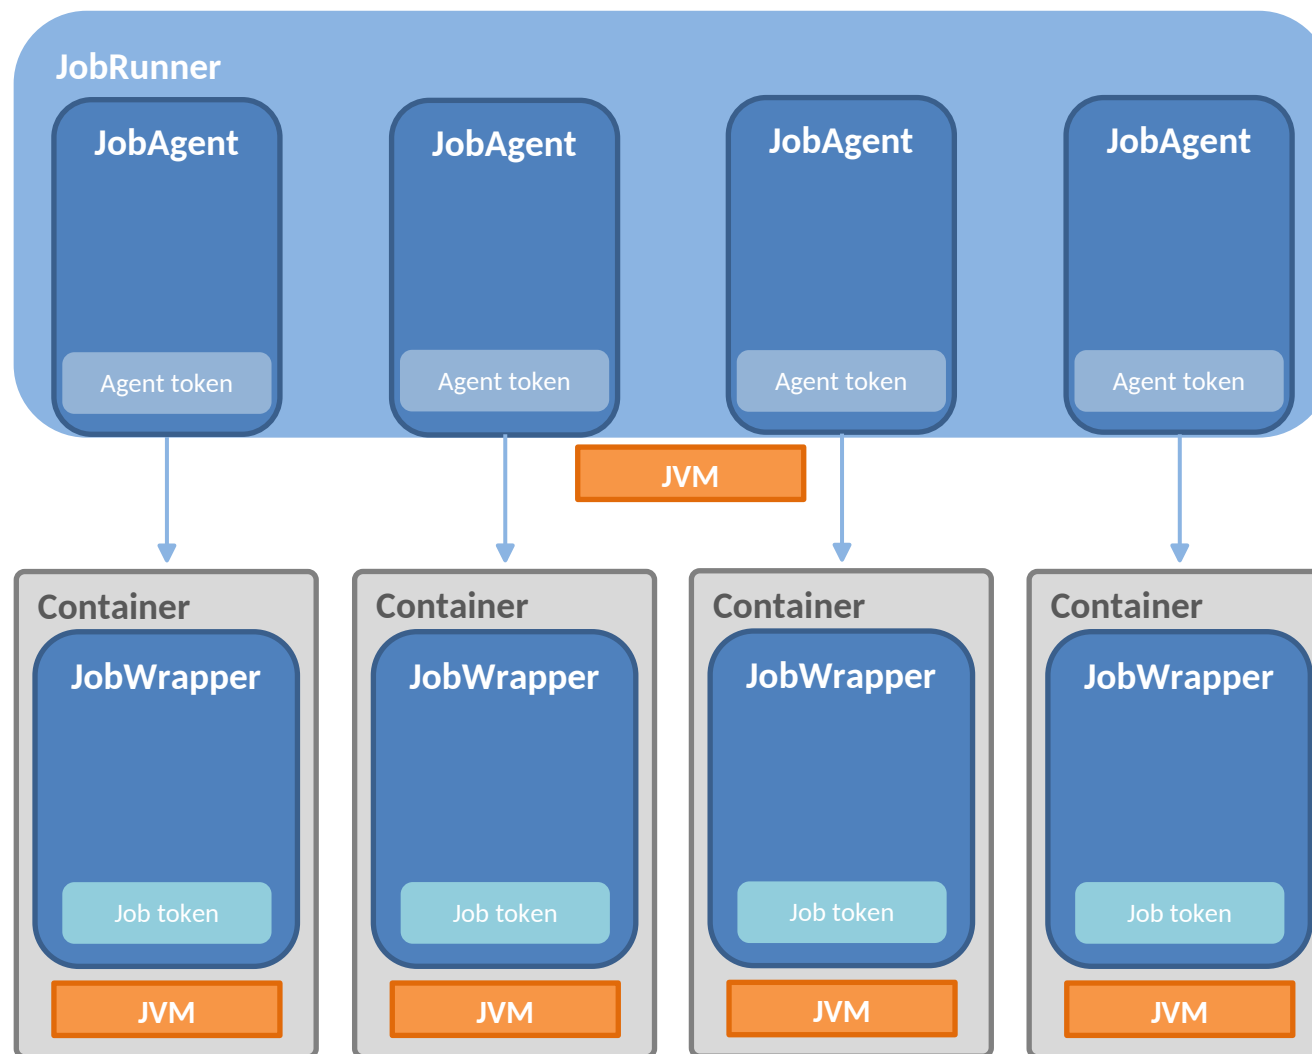 JobRunner
JobAgent
JobAgent
JobAgent
JobAgent
Agent token
Agent token
Agent token
Agent token
JVM
Container
Container
Container
Container
JobWrapper
JobWrapper
JobWrapper
JobWrapper
Job token
Job token
Job token
Job token
JVM
JVM
JVM
JVM